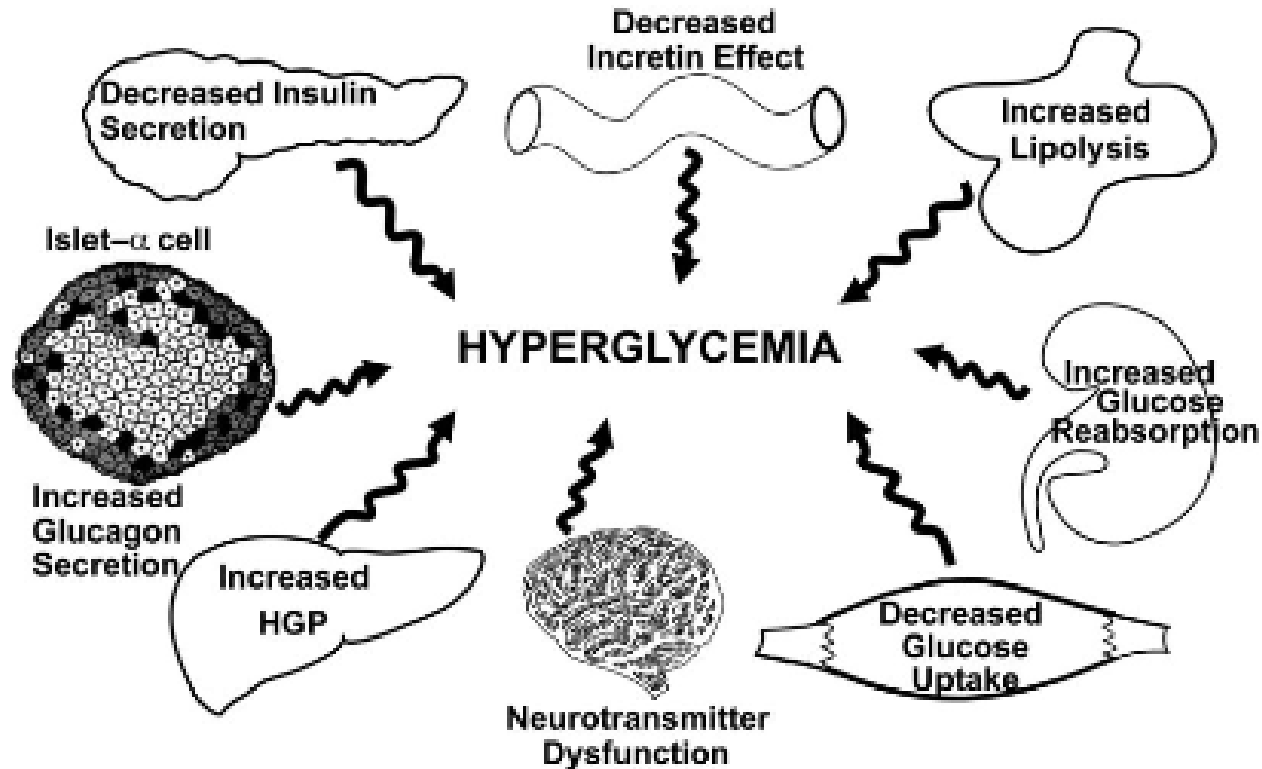 Decreased
Incretin Effect
Decreased Insulin
Secretion
Increased
Lipolysis
Islet–α cell
HYPERGLYCEMIA
Increased
Glucose
Reabsorption
Increased
Glucagon
Secretion
Increased
HGP
Decreased
Glucose
Uptake
Neurotransmitter
Dysfunction